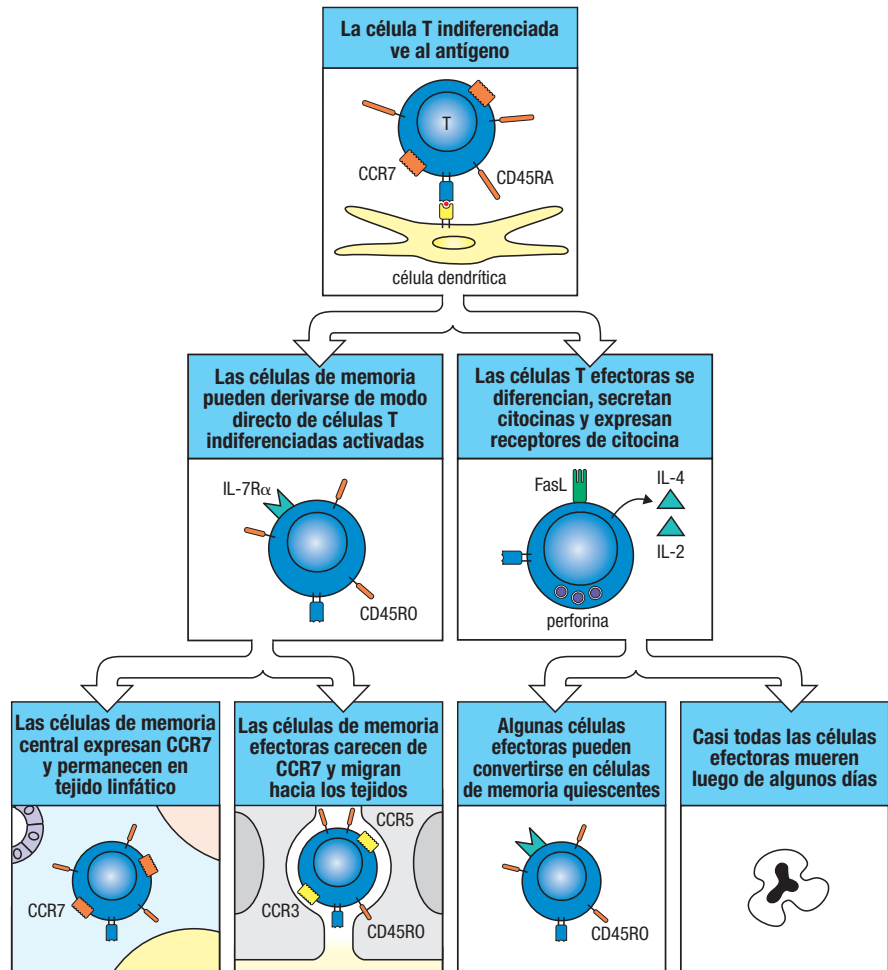 La célula T indiferenciada
ve al antígeno
T
CCR7
CD45RA
célula dendrítica
Las células de memoria
pueden derivarse de modo
directo de células T
indiferenciadas activadas
IL-7Rα
CD45RO
Las células T efectoras se
diferencian, secretan
citocinas y expresan
receptores de citocina
FasL
IL-4
IL-2
perforina
Las células de memoria
central expresan CCR7
y permanecen en
tejido linfático
CCR7
Las células de memoria
efectoras carecen de
CCR7 y migran
hacia los tejidos
CCR5
CCR3
CD45RO
Algunas células
efectoras pueden
convertirse en células
de memoria quiescentes
CD45RO
Casi todas las células
efectoras mueren
luego de algunos días